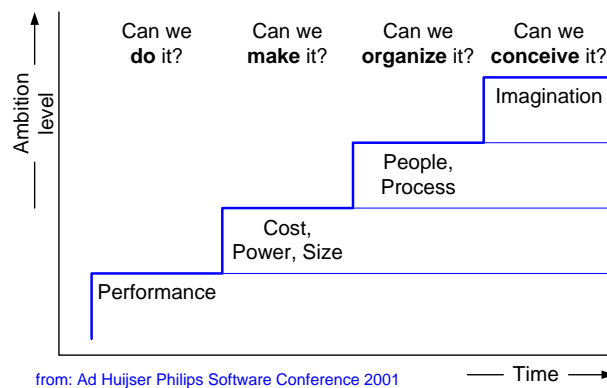 Can we
do it?
Can we
make it?
Can we
organize it?
Can we
conceive it?
Ambition
level
Imagination
People,
Process
Cost,
Power, Size
Performance
from: Ad Huijser Philips Software Conference 2001
Time